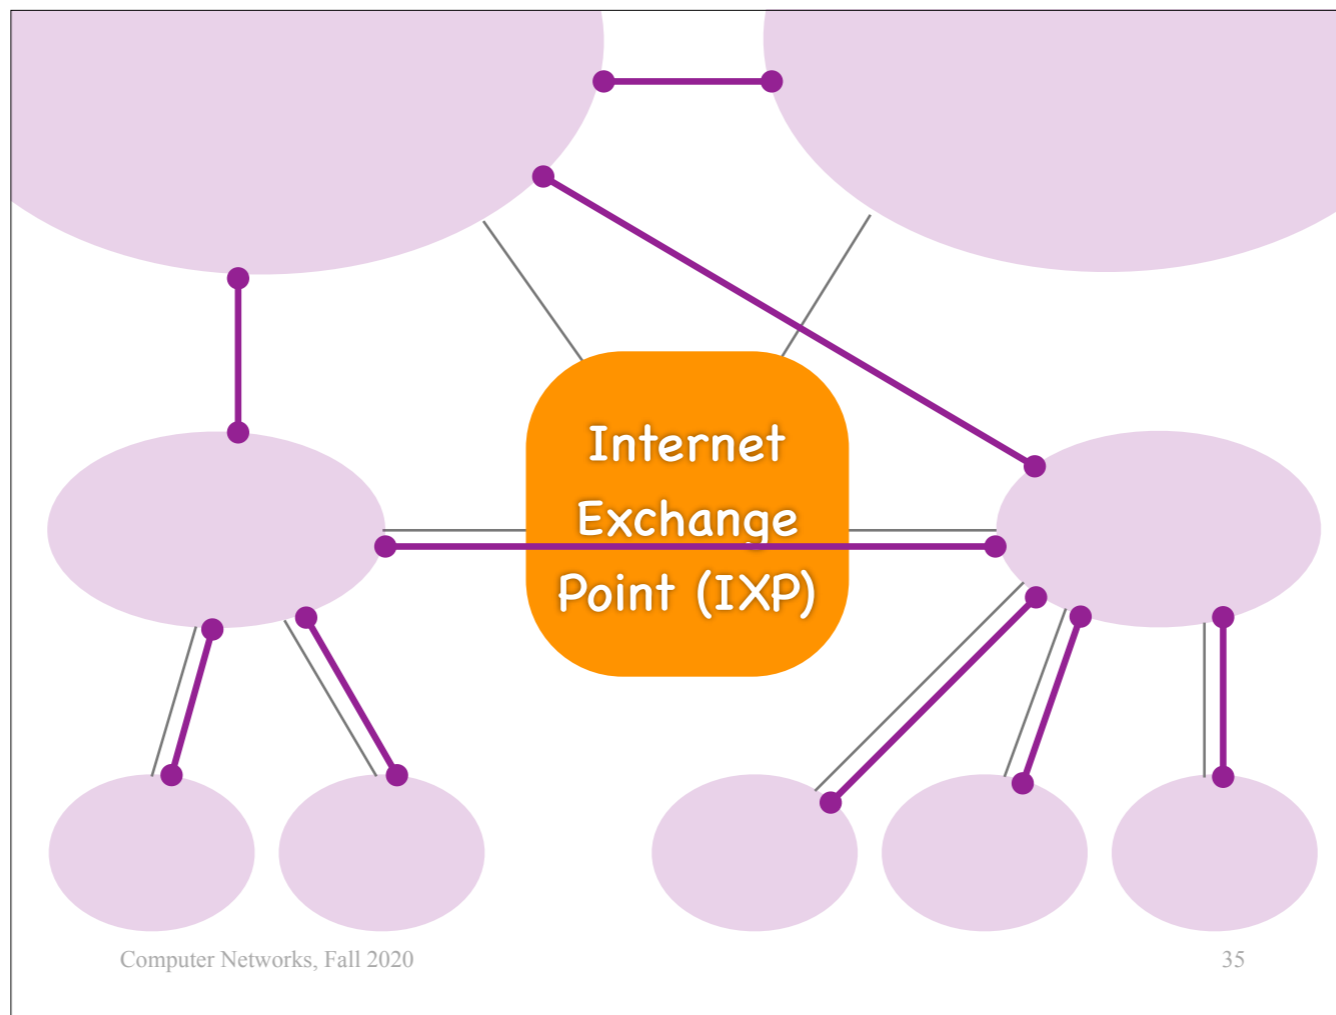 Internet
Exchange
Point (IXP)
Computer Networks, Fall 2020
35